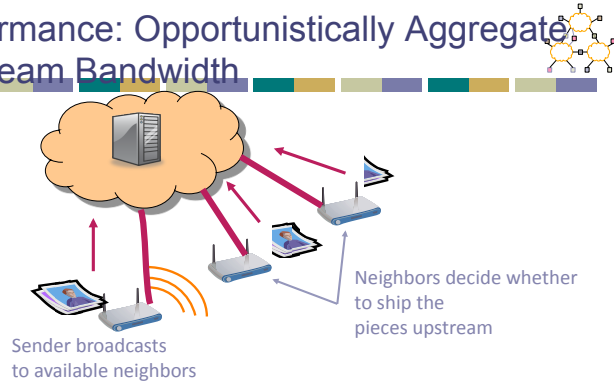 rmance: Opportunistically Aggregate
eam Bandwidth
Neighbors decide whether
to ship the
pieces upstream
Sender broadcasts
to available neighbors